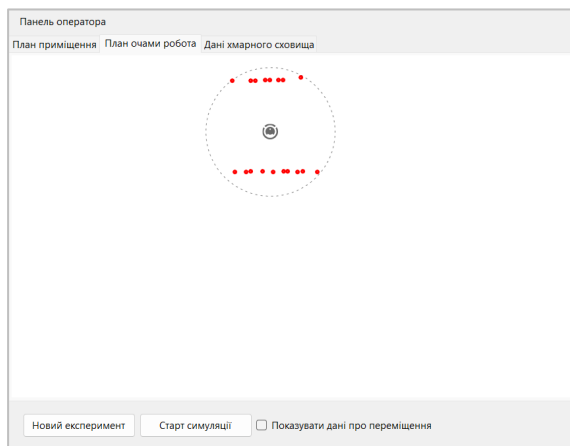 Панель оператора
План приміщення План очами робота Дані хмарного сховища
Новий експеримент Старт симуляції Показувати дані про переміщення